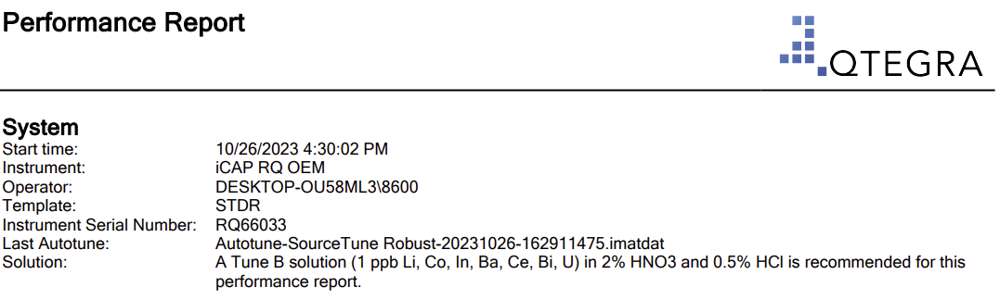 Performance Report
QTEGRA
System
Start time: 10/26/2023 4:30:02 PM
Instrument: iCAP RQ OEM
Operator: DESKTOP-OU58ML3\8600
Template: STDR
Instrument Serial Number: RQ66033
Last Autotune: Autotune-SourceTune Robust-20231026-162911475.imatdat
Solution: A Tune B solution (1 ppb Li, Co, In, Ba, Ce, Bi, U) in 2% HNO3 and 0.5% HCl is recommended for this
performance report.